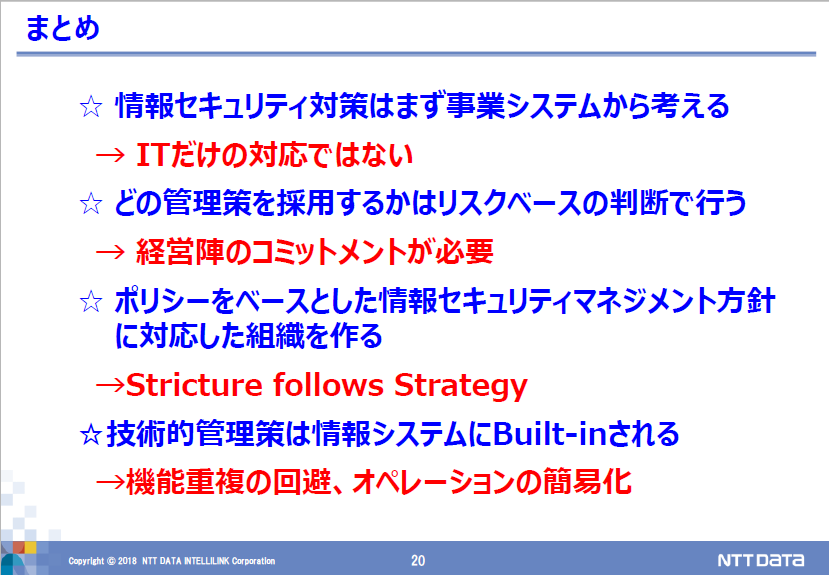 まとめ
☆ 情報セキュリティ対策はまず事業システムから考える
→ ITだけの対応ではない
☆ どの管理策を採用するかはリスクベースの判断で行う
→ 経営陣のコミットメントが必要
☆ ポリシーをベースとした情報セキュリティマネジメント方針
に対応した組織を作る
→Stricture follows Strategy
☆技術的管理策は情報システムにBuilt-inされる
→機能重複の回避、オペレーションの簡易化
Copyright © 2018 NTT DATA INTELLILINK Corporation
20
NTT DATA